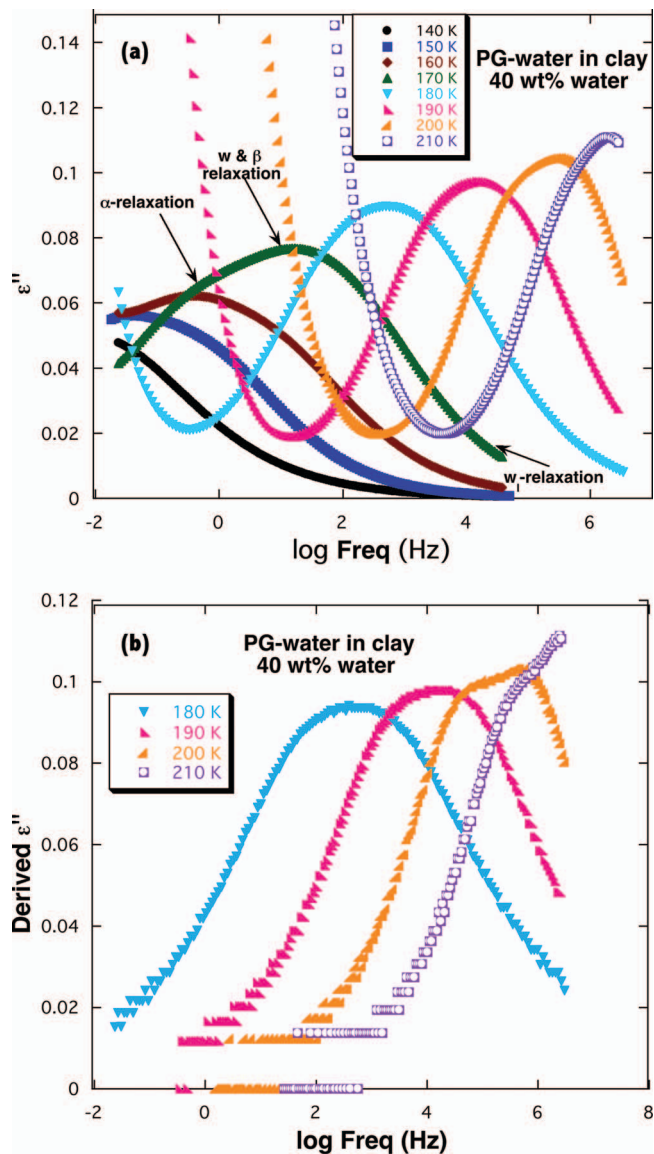 (a)
140 K
150 K
160 K
170 K
180 K
190 K
200 K
210 K
PG-water in clay
40 wt% water
w & β
relaxation
α-relaxation
w -relaxation
ε"
0.14
0.12
0.1
0.08
0.06
0.04
0.02
0
-2
0
2
4
6
log Freq (Hz)
(b)
PG-water in clay
40 wt% water
180 K
190 K
200 K
210 K
Derived ε"
0.12
0.1
0.08
0.06
0.04
0.02
0
-2
0
2
4
6
8
log Freq (Hz)